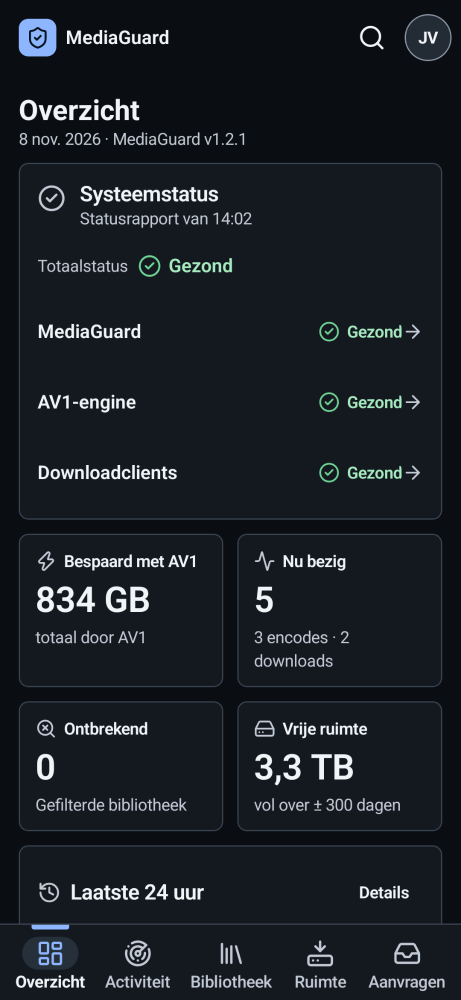 MediaGuard
JV
Overzicht
8 nov. 2026 · MediaGuard v1.2.1
Systeemstatus
Statusrapport van 14:02
Totaalstatus Gezond
MediaGuard Gezond
AV1-engine Gezond
Downloadclients Gezond
Bespaard met AV1
834 GB
totaal door AV1
Nu bezig
5
3 encodes · 2
downloads
Ontbrekend
0
Gefilterde bibliotheek
Vrije ruimte
3,3 TB
vol over ± 300 dagen
Laatste 24 uur Details
Overzicht Activiteit Bibliotheek Ruimte Aanvragen